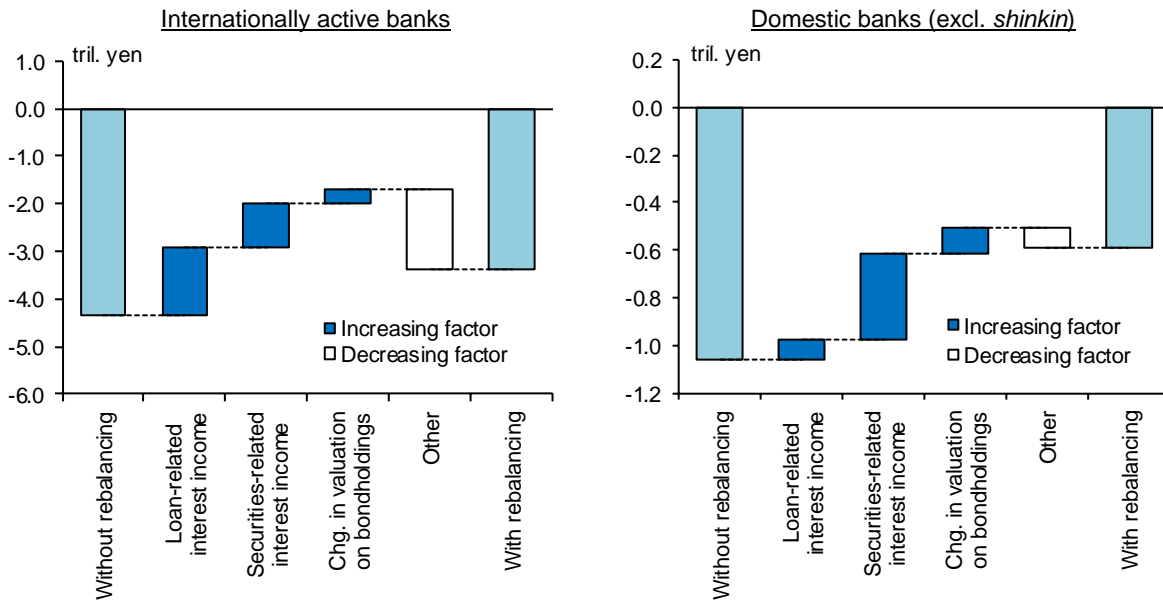 Internationally active banks
tril. yen
1.0
0.0
-1.0
-2.0
-3.0
-4.0
-5.0
-6.0
Increasing factor
Decreasing factor
Without rebalancing
Loan-related
interest income
Securities-related
interest income
Chg. in valuation
on bondholdings
Other
With rebalancing
Domestic banks (excl. shinkin)
tril. yen
0.2
0.0
-0.2
-0.4
-0.6
-0.8
-1.0
-1.2
Increasing factor
Decreasing factor
Without rebalancing
Loan-related
interest income
Securities-related
interest income
Chg. in valuation
on bondholdings
Other
With rebalancing